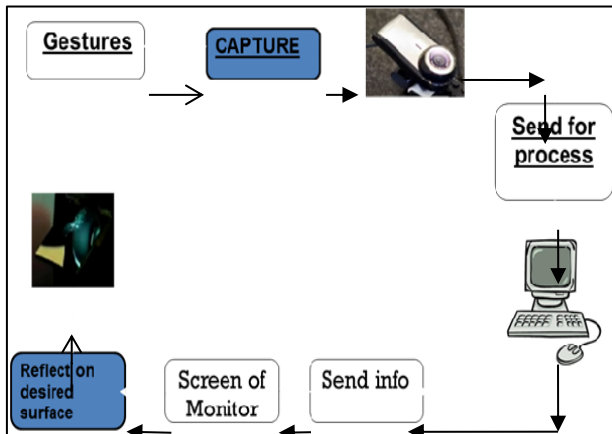 Gestures
CAPTURE
Send for
process
Send info
Screen of
Monitor
Reflect on
desired
surface